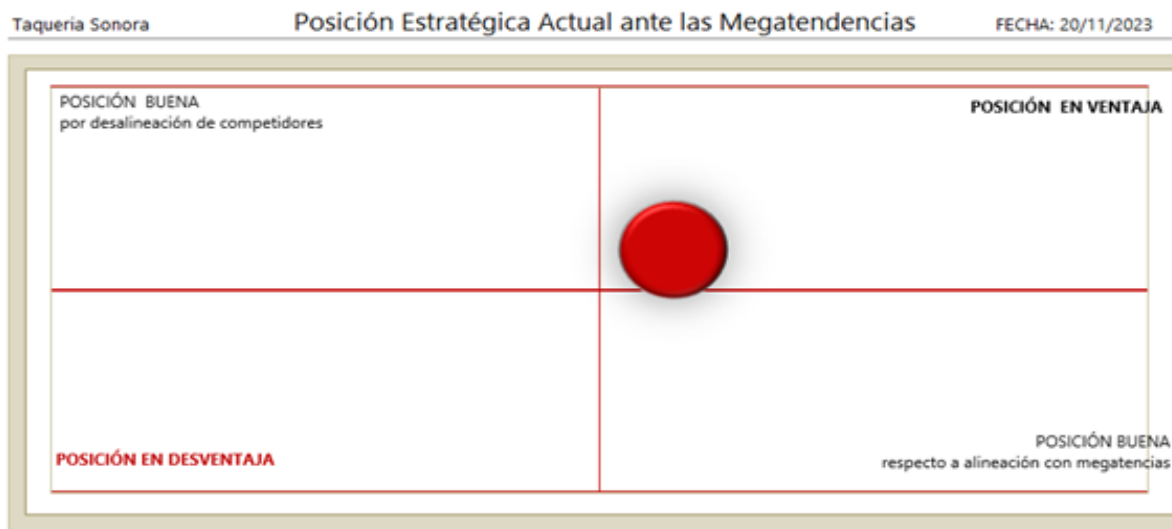 Taqueria Sonora
Posición Estratégica Actual ante las Megatendencias
FECHA: 20/11/2023
POSICIÓN BUENA
por desalineación de competidores
POSICIÓN EN VENTAJA
POSICIÓN EN DESVENTAJA
POSICIÓN BUENA
respecto a alineación con megatencias